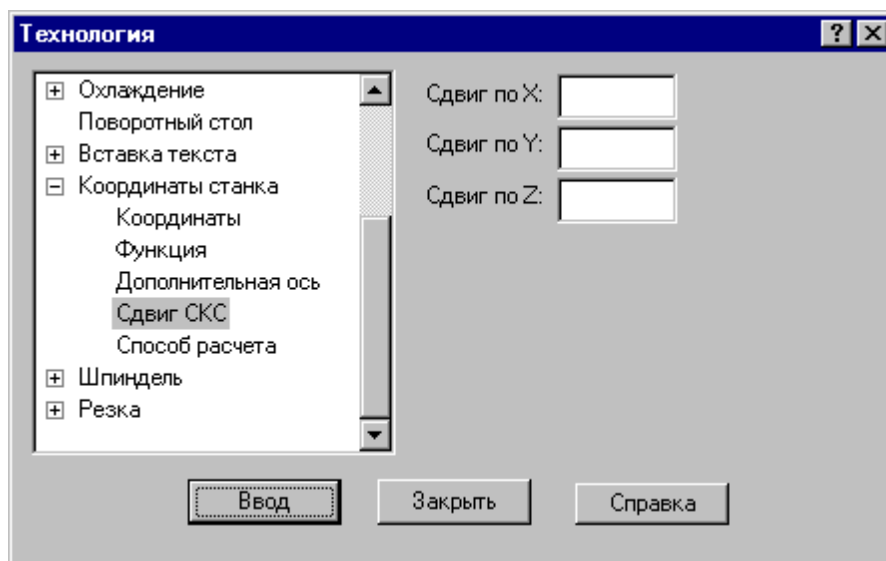 Технология
Охлаждение
Поворотный стол
Вставка текста
Координаты станка
Координаты
Функция
Дополнительная ось
Сдвиг СКС
Способ расчета
Шпиндель
Резка
Сдвиг по X:
Сдвиг по Y:
Сдвиг по Z:
Ввод
Закрыть
Справка